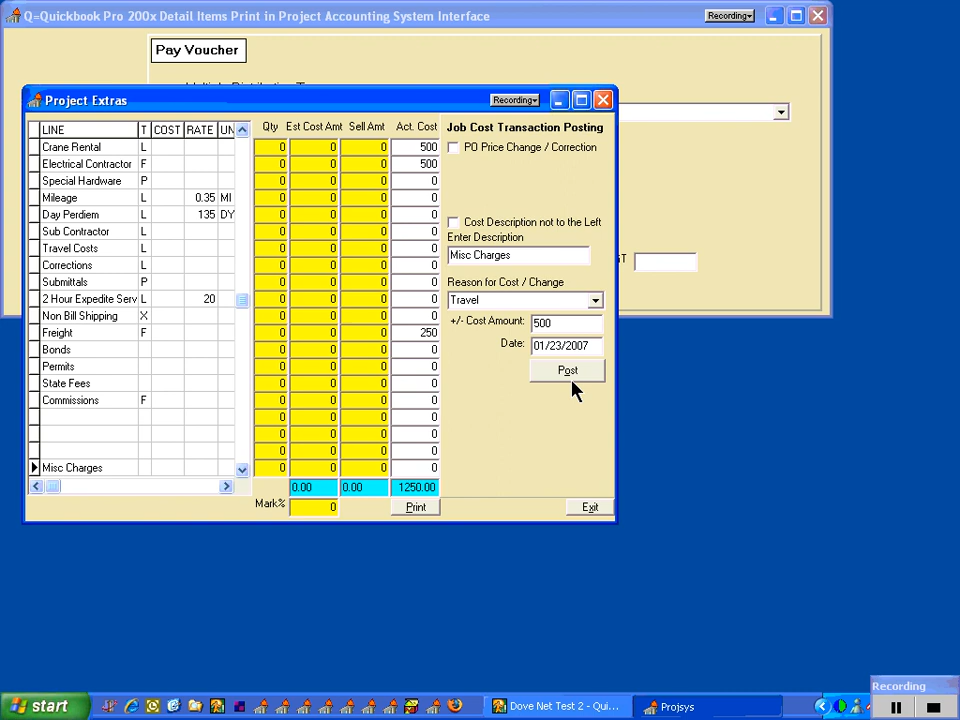 Q=Quickbook Pro 200x Detail Items Print in Project Accounting System Interface
Recording
Pay Voucher
Project Extras
Recording
LINE T COST RATE UN Qty Est Cost Amt Sell Amt Act. Cost
Crane Rental L 0 0 0 500
Electrical Contractor F 0 0 0 500
Special Hardware P 0 0 0 0
Mileage L 0.35 MI 0 0 0 0
Day Perdiem L 135 DY 0 0 0 0
Sub Contractor L 0 0 0 0
Travel Costs L 0 0 0 0
Corrections L 0 0 0 0
Submittals P 0 0 0 0
2 Hour Expedite Serv L 20 0 0 0 0
Non Bill Shipping X 0 0 0 0
Freight F 0 0 0 250
Bonds 0 0 0 0
Permits 0 0 0 0
State Fees 0 0 0 0
Commissions F 0 0 0 0
0 0 0 0
0 0 0 0
0 0 0 0
Misc Charges 0 0 0 0
0.00 0.00 1250.00
Mark% 0 Print
Job Cost Transaction Posting
PO Price Change / Correction
Cost Description not to the Left
Enter Description
Misc Charges
Reason for Cost / Change
Travel
+/- Cost Amount: 500
Date: 01/23/2007
Post
Exit
Recording
start Dove Net Test 2 - Qui... Projsys